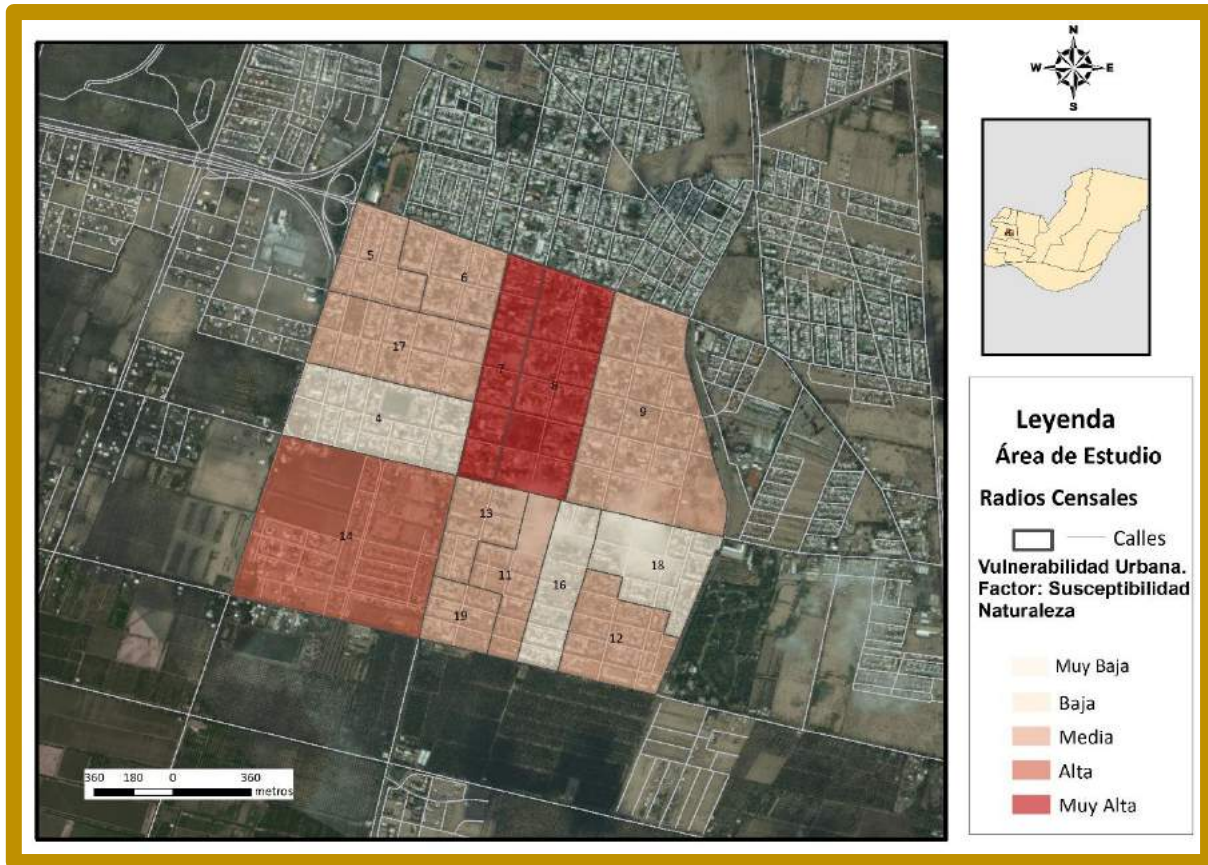 N
W E
S
5
6
17
7
8
9
4
13
14
11
16
18
19
12
360 180 0 360
metros
Leyenda
Área de Estudio
Radios Censales
Calles
Vulnerabilidad Urbana.
Factor: Susceptibilidad
Naturaleza
Muy Baja
Baja
Media
Alta
Muy Alta